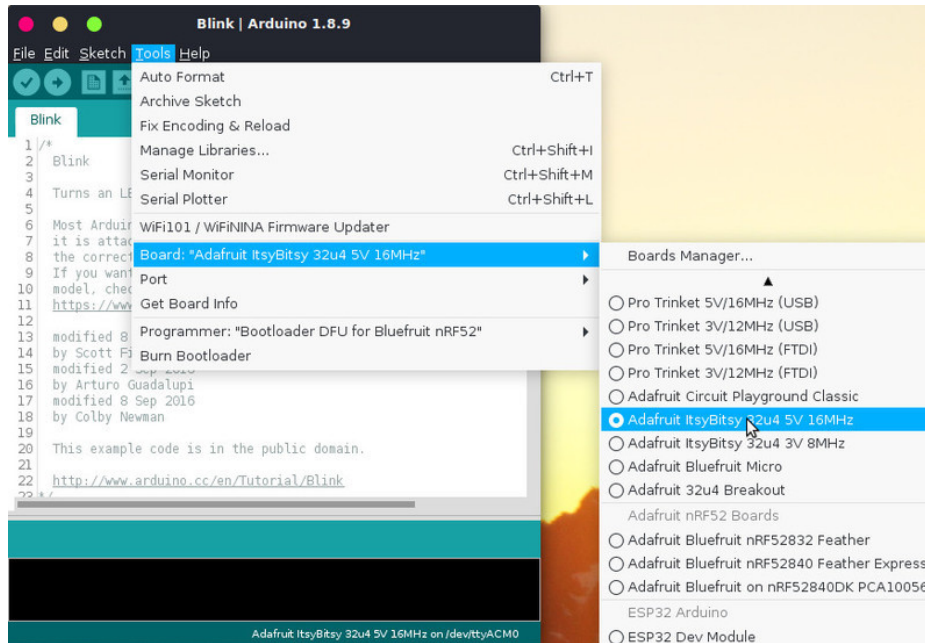 Blink | Arduino 1.8.9
File Edit Sketch Tools Help
Blink
1 /*
2 Blink
3
4 Turns an LE
5
6 Most Arduin
7 it is attac
8 the correct
9 If you want
10 model, chec
11 https://www
12
13 modified 8
14 by Scott Fi
15 modified 2 Sep 2016
16 by Arturo Guadalupi
17 modified 8 Sep 2016
18 by Colby Newman
19
20 This example code is in the public domain.
21
22 http://www.arduino.cc/en/Tutorial/Blink
23 */
Auto Format Ctrl+T
Archive Sketch
Fix Encoding & Reload
Manage Libraries... Ctrl+Shift+I
Serial Monitor Ctrl+Shift+M
Serial Plotter Ctrl+Shift+L
WiFi101 / WiFiNINA Firmware Updater
Board: "Adafruit ItsyBitsy 32u4 5V 16MHz"
Port
Get Board Info
Programmer: "Bootloader DFU for Bluefruit nRF52"
Burn Bootloader
Boards Manager...
Pro Trinket 5V/16MHz (USB)
Pro Trinket 3V/12MHz (USB)
Pro Trinket 5V/16MHz (FTDI)
Pro Trinket 3V/12MHz (FTDI)
Adafruit Circuit Playground Classic
Adafruit ItsyBitsy 32u4 5V 16MHz
Adafruit ItsyBitsy 32u4 3V 8MHz
Adafruit Bluefruit Micro
Adafruit 32u4 Breakout
Adafruit nRF52 Boards
Adafruit Bluefruit nRF52832 Feather
Adafruit Bluefruit nRF52840 Feather Express
Adafruit Bluefruit on nRF52840DK PCA10056
ESP32 Arduino
ESP32 Dev Module
Adafruit ItsyBitsy 32u4 5V 16MHz on /dev/ttyACM0